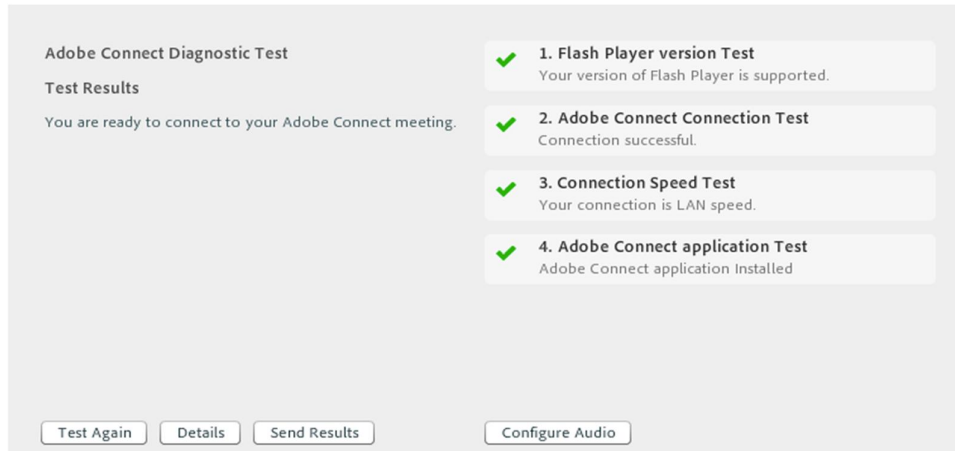 Adobe Connect Diagnostic Test
Test Results
You are ready to connect to your Adobe Connect meeting.
1. Flash Player version Test
Your version of Flash Player is supported.
2. Adobe Connect Connection Test
Connection successful.
3. Connection Speed Test
Your connection is LAN speed.
4. Adobe Connect application Test
Adobe Connect application Installed
Test Again
Details
Send Results
Configure Audio